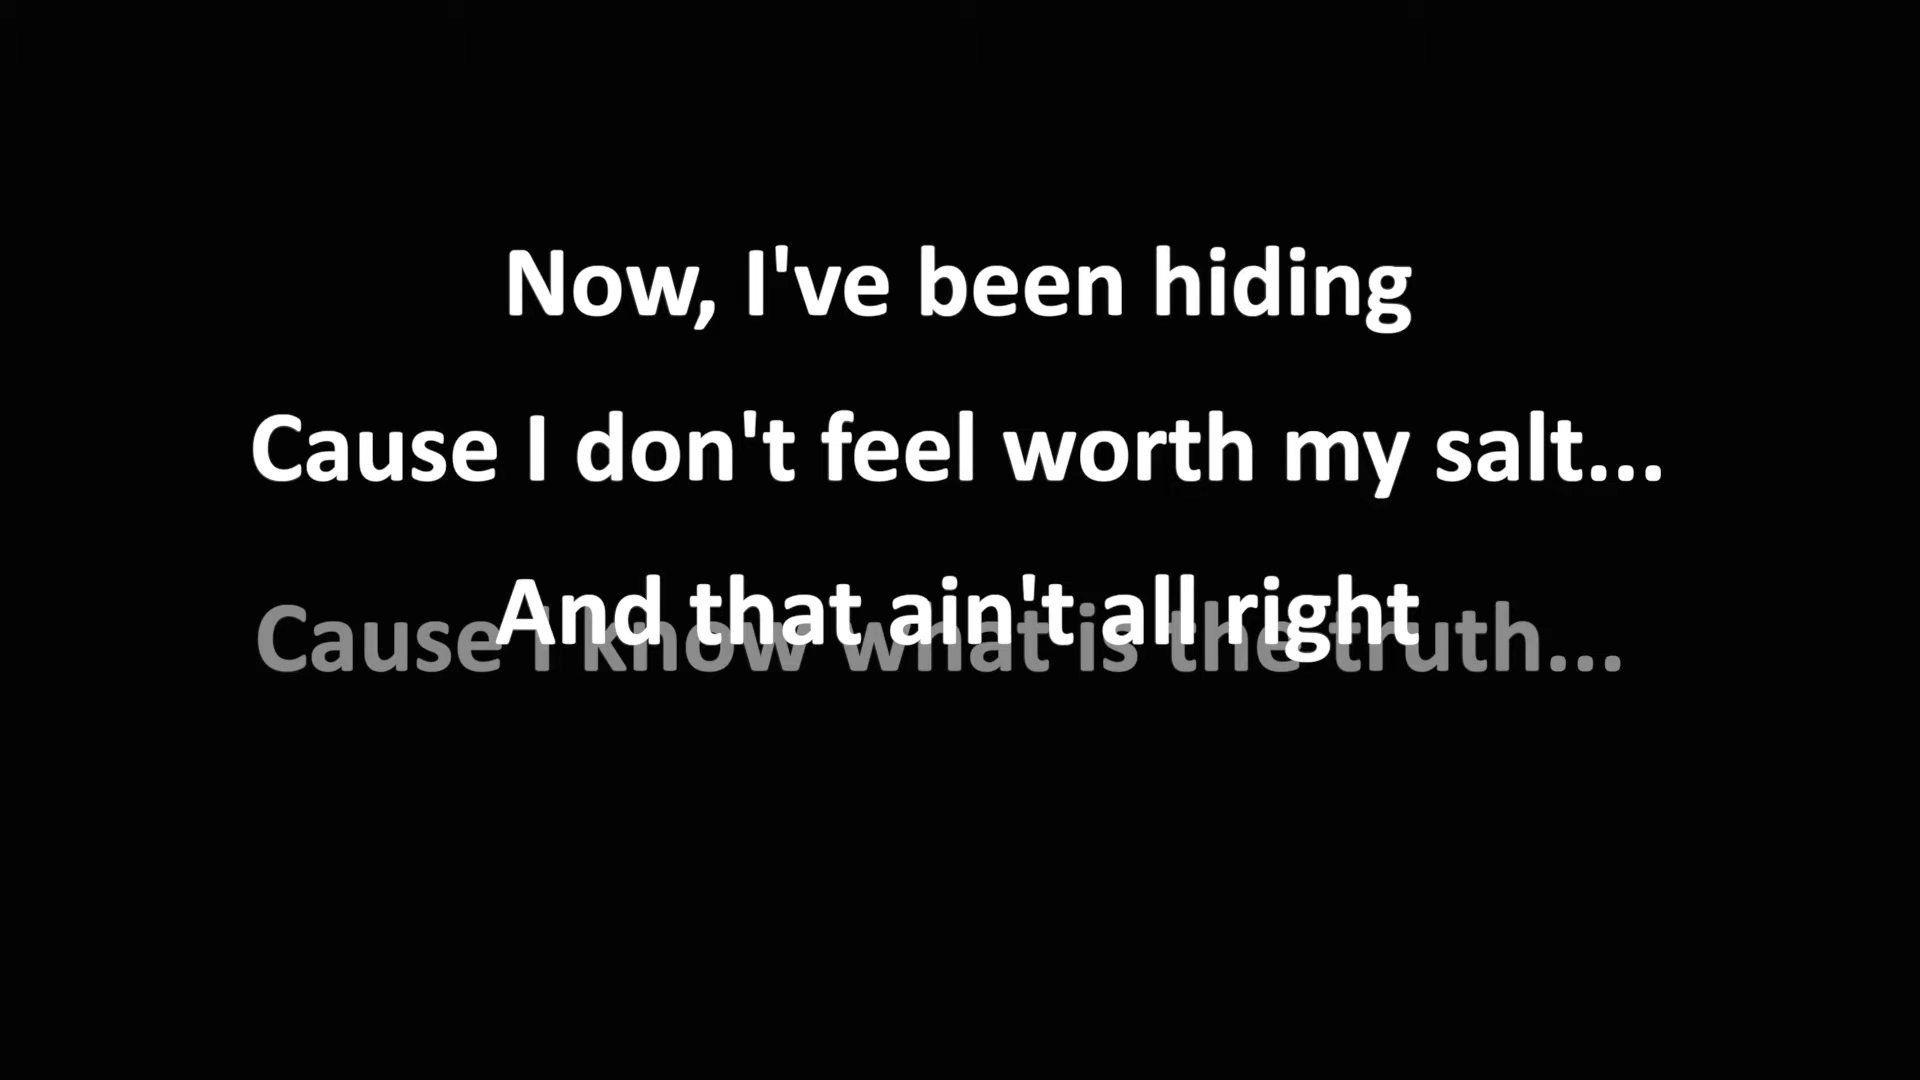 Now, I've been hiding
Cause I don't feel worth my salt...
And that ain't all right
Cause I know what is the truth...